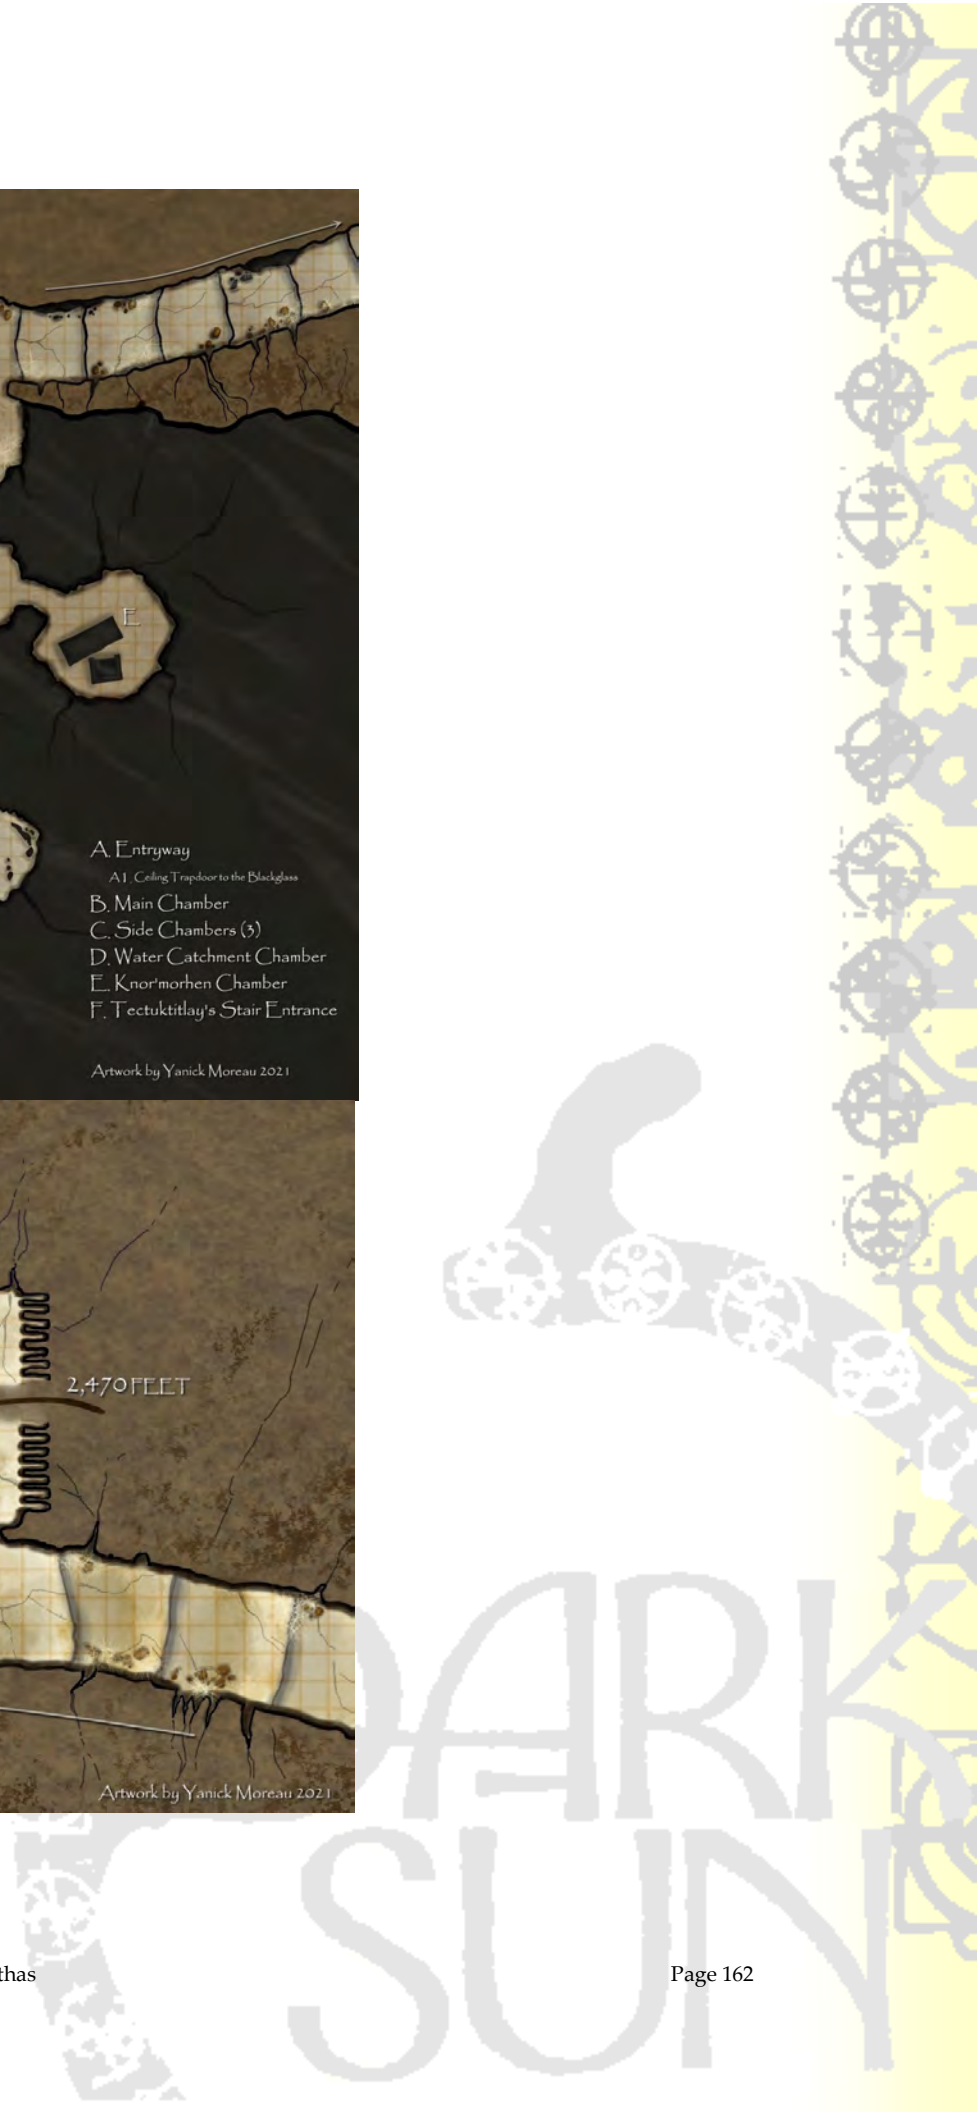 E
A. Entryway
A1. Ceiling Trapdoor to the Blackglass
B. Main Chamber
C. Side Chambers (3)
D. Water Catchment Chamber
E. Knor'morhen Chamber
F. Tectuktitlay's Stair Entrance
Artwork by Yanick Moreau 2021
2,470 FEET
Artwork by Yanick Moreau 2021
DARK
SUN
thas Page 162